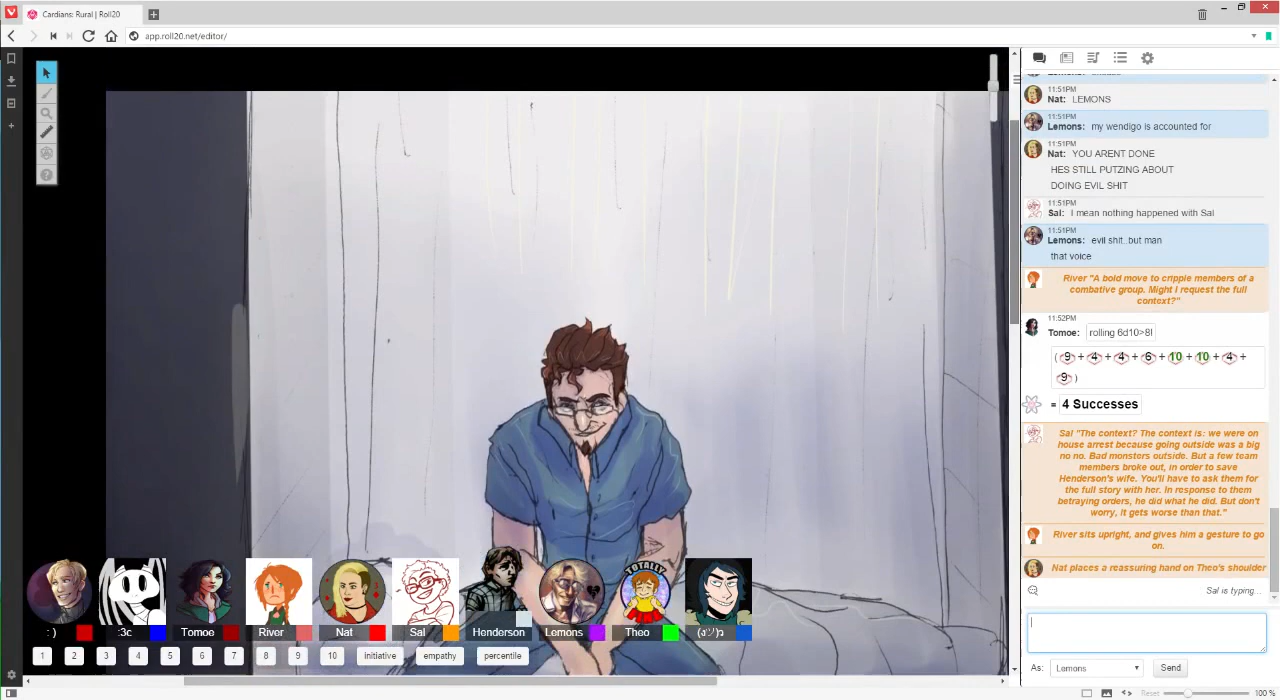 Cardians: Rural | Roll20
app.roll20.net/editor/
11:51PM
Nat: LEMONS
11:51PM
Lemons: my wendigo is accounted for
11:51PM
Nat: YOU ARENT DONE
HES STILL PUTZING ABOUT
DOING EVIL SHIT
11:51PM
Sal: I mean nothing happened with Sal
11:51PM
Lemons: evil shit..but man
that voice
River "A bold move to cripple members of a
combative group. Might I request the full
context?"
11:52PM
Tomoe: rolling 6d10>8!
( 9 + 4 + 4 + 6 + 10 + 10 + 4 +
9 )
= 4 Successes
Sal "The context? The context is: we were on
house arrest because going outside was a big
no no. Bad monsters outside. But a few team
members broke out, in order to save
Henderson's wife. You'll have to ask them for
the full story with her. In response to them
betraying orders, he did what he did. But don't
worry, it gets worse than that."
River sits upright, and gives him a gesture to go
on.
Nat places a reassuring hand on Theo's shoulder
Sal is typing...
As: Lemons Send
TOTALLY
: ) :3c Tomoe River Nat Sal Henderson Lemons Theo
1 2 3 4 5 6 7 8 9 10 initiative empathy percentile
Reset 100 %